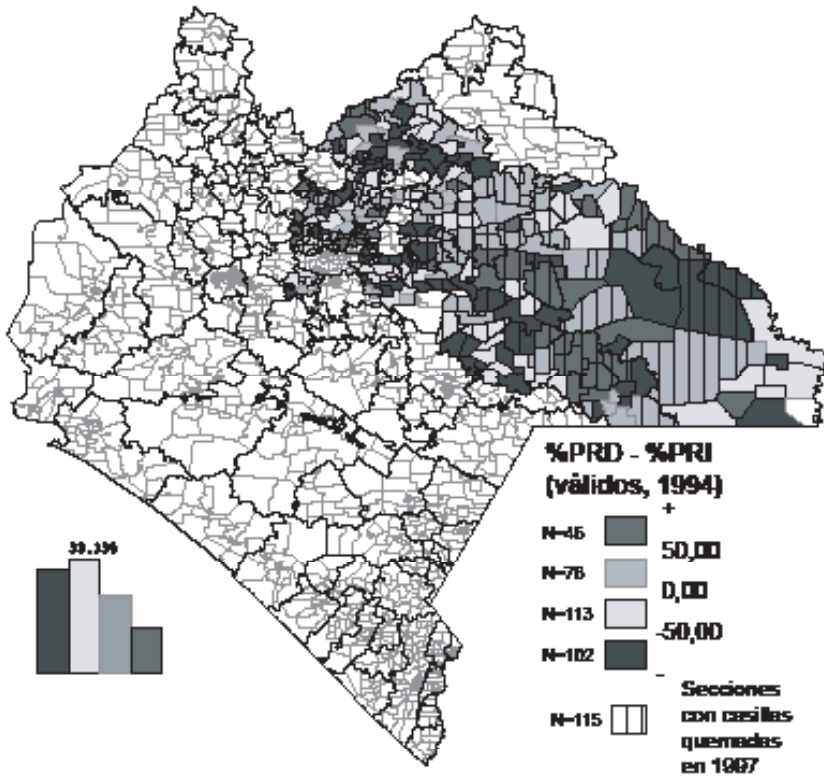 %PRD - %PRI
(válidos, 1994)
+
N=46
50,00
N=78
0,00
N=113
-50,00
N=102
-
N=115
Secciones
con casillas
quemadas
en 1997